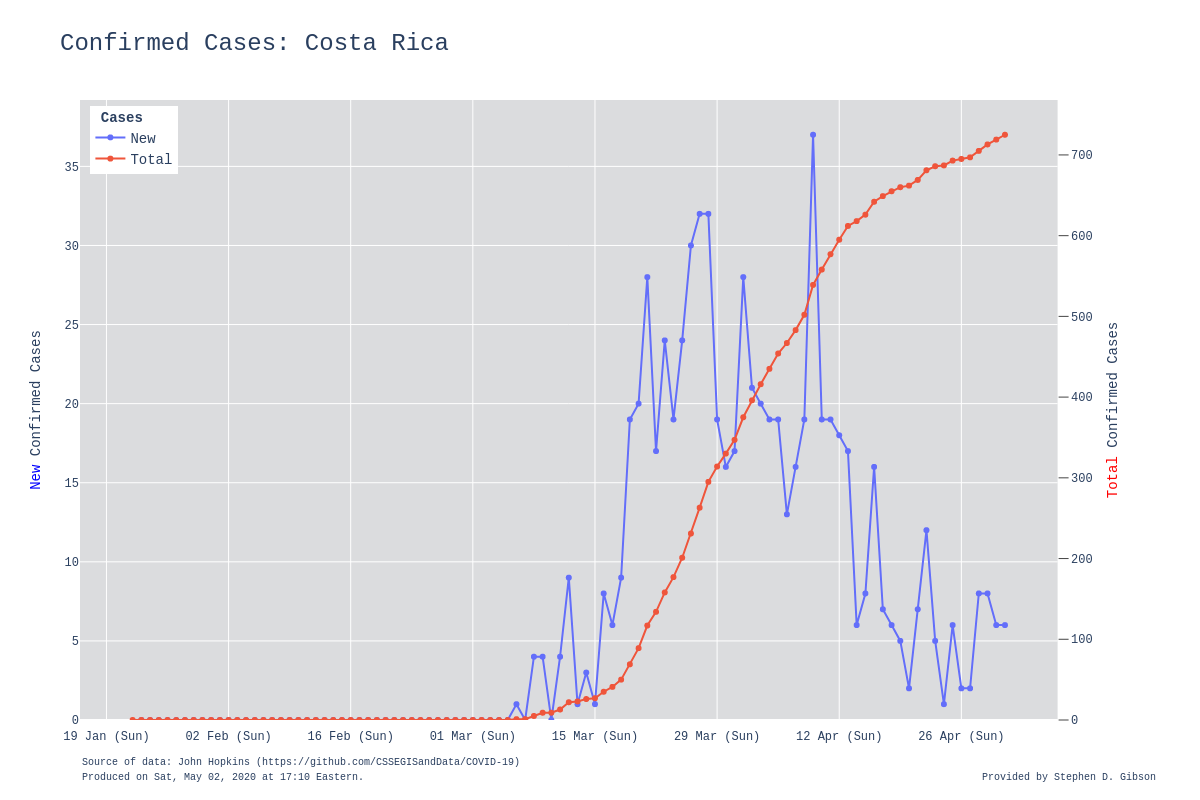 Confirmed Cases: Costa Rica
Cases
New
Total
35
30
25
20
15
10
5
0
700
600
500
400
300
200
100
0
New Confirmed Cases
Total Confirmed Cases
19 Jan (Sun)
02 Feb (Sun)
16 Feb (Sun)
01 Mar (Sun)
15 Mar (Sun)
29 Mar (Sun)
12 Apr (Sun)
26 Apr (Sun)
Source of data: John Hopkins (https://github.com/CSSEGISandData/COVID-19)
Produced on Sat, May 02, 2020 at 17:10 Eastern.
Provided by Stephen D. Gibson